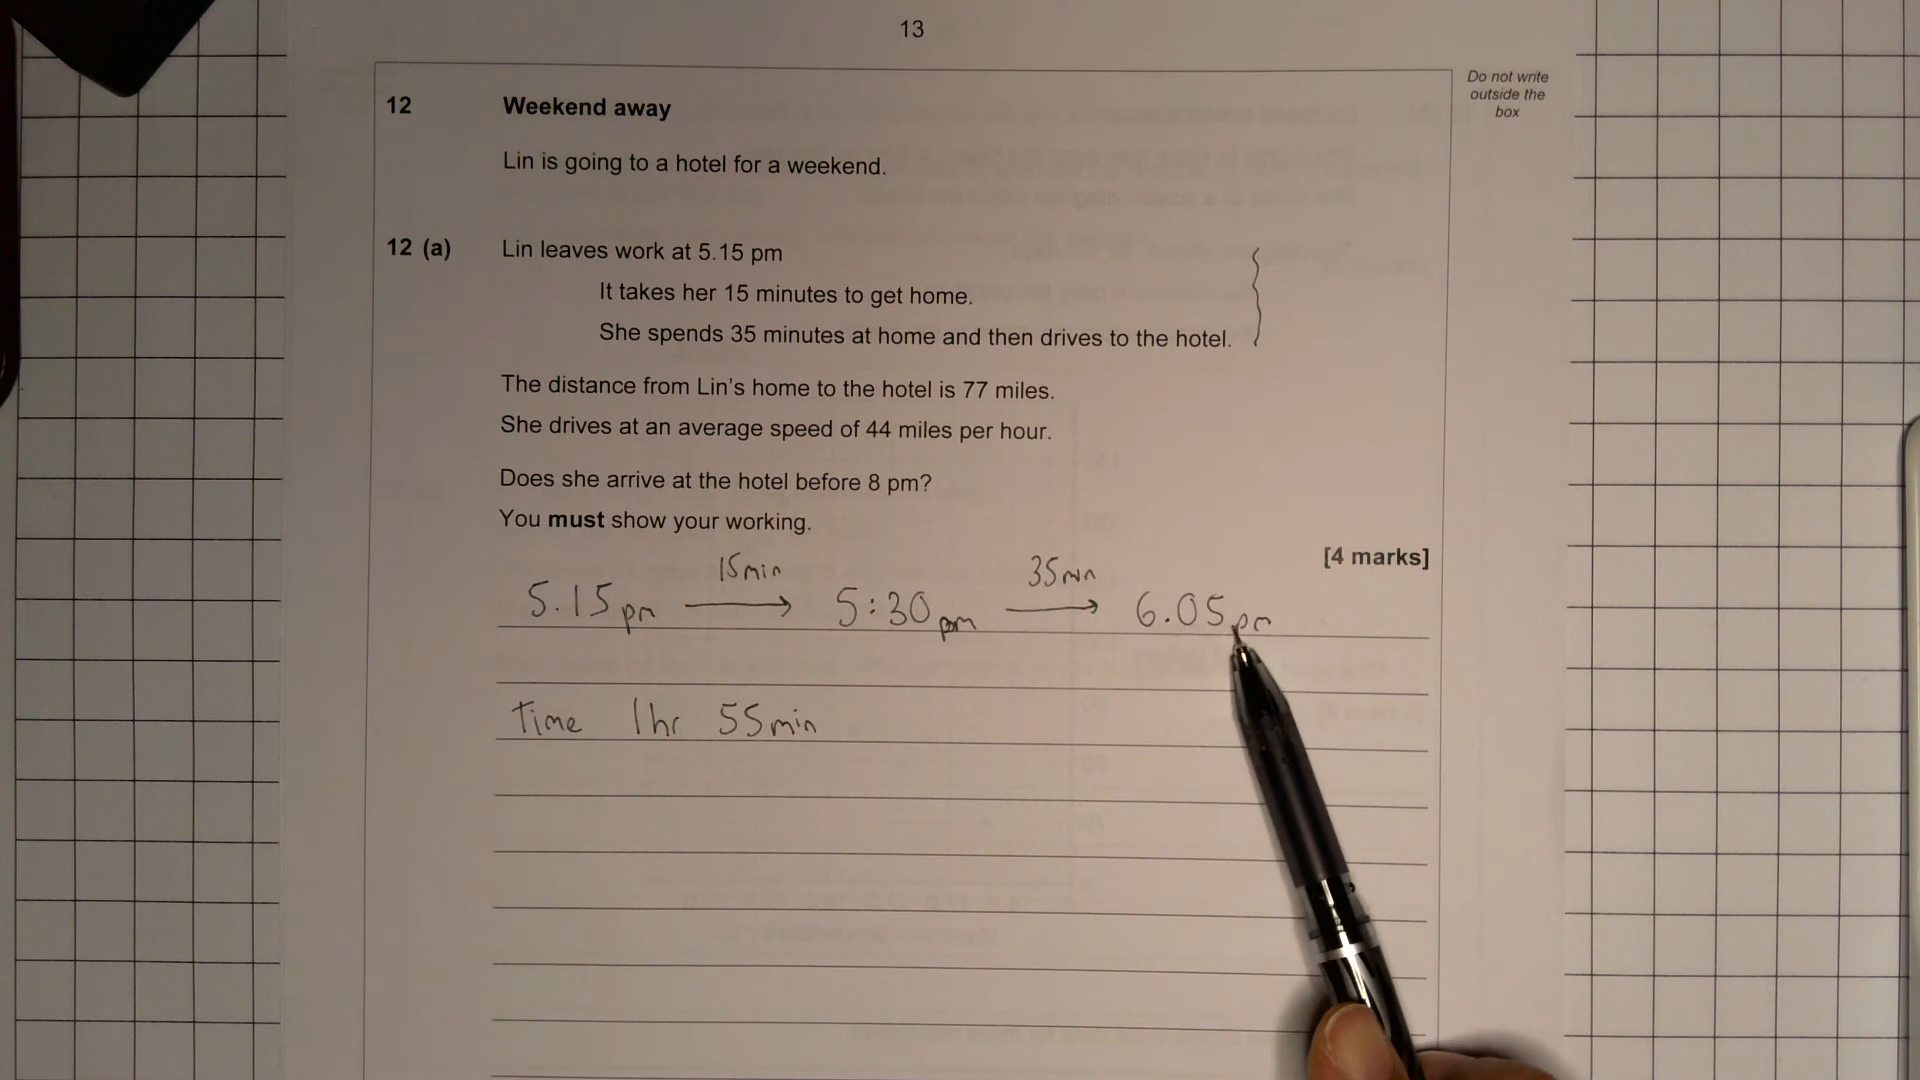 13
Do not write
outside the
box
12 Weekend away
Lin is going to a hotel for a weekend.
12 (a) Lin leaves work at 5.15 pm
It takes her 15 minutes to get home.
She spends 35 minutes at home and then drives to the hotel.
The distance from Lin's home to the hotel is 77 miles.
She drives at an average speed of 44 miles per hour.
Does she arrive at the hotel before 8 pm?
You must show your working.
[4 marks]
15min 35min
5.15pm → 5:30pm → 6.05pm
Time 1hr 55min